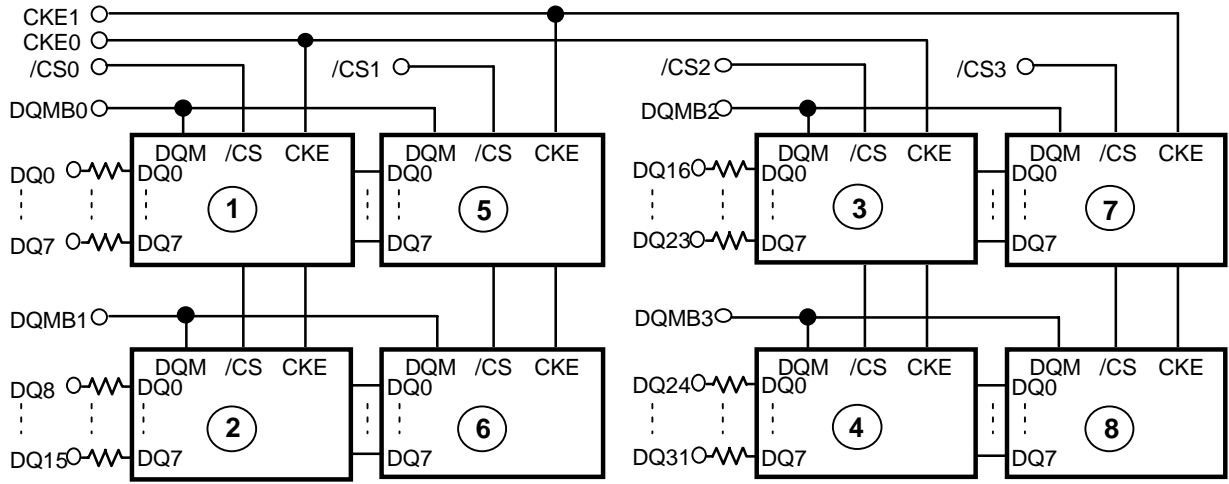 CKE1
CKE0
/CS0 /CS1 /CS2 /CS3
DQMB0 DQMB2
DQM /CS CKE DQM /CS CKE DQM /CS CKE DQM /CS CKE
DQ0 DQ0 DQ0 DQ16 DQ0 DQ0
1 5 3 7
DQ7 DQ7 DQ7 DQ23 DQ7 DQ7
DQMB1 DQMB3
DQM /CS CKE DQM /CS CKE DQM /CS CKE DQM /CS CKE
DQ8 DQ0 DQ0 DQ24 DQ0 DQ0
2 6 4 8
DQ15 DQ7 DQ7 DQ31 DQ7 DQ7